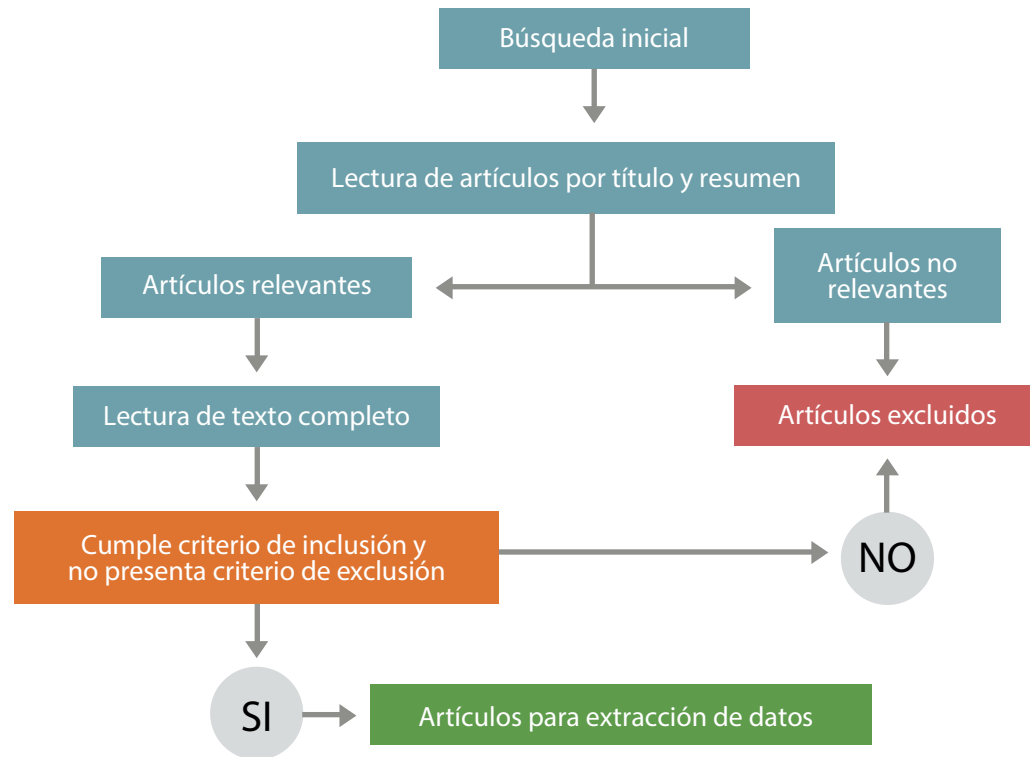 Búsqueda inicial
Lectura de artículos por título y resumen
Artículos relevantes
Artículos no
relevantes
Lectura de texto completo
Artículos excluidos
Cumple criterio de inclusión y
no presenta criterio de exclusión
NO
SI
Artículos para extracción de datos